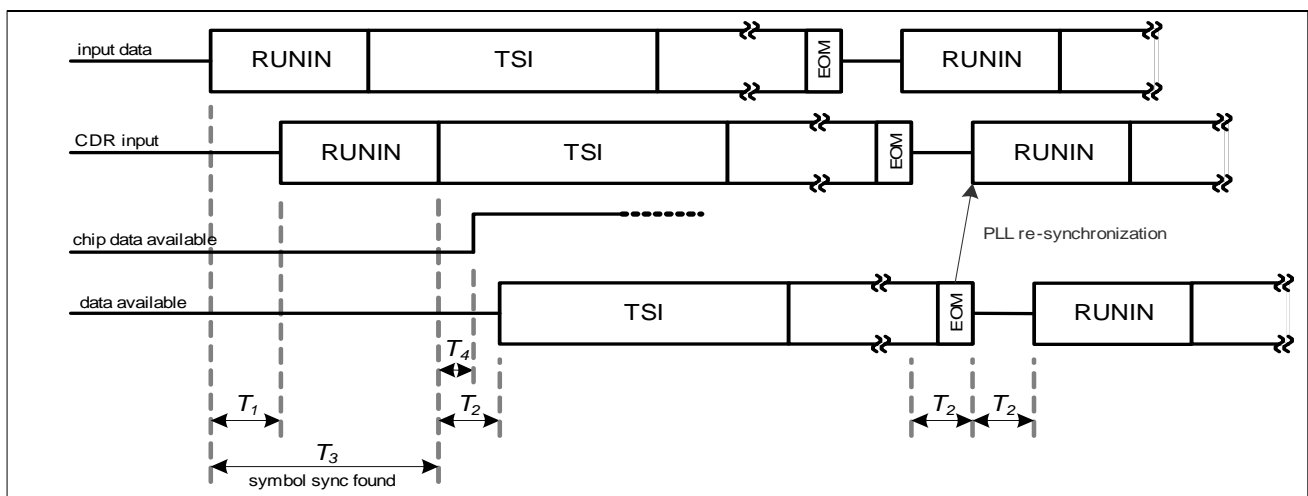 input data
RUNIN
TSI
EOM
RUNIN
CDR input
RUNIN
TSI
EOM
RUNIN
chip data available
PLL re-synchronization
data available
TSI
EOM
RUNIN
T4
T1
T2
T2
T2
T3
symbol sync found